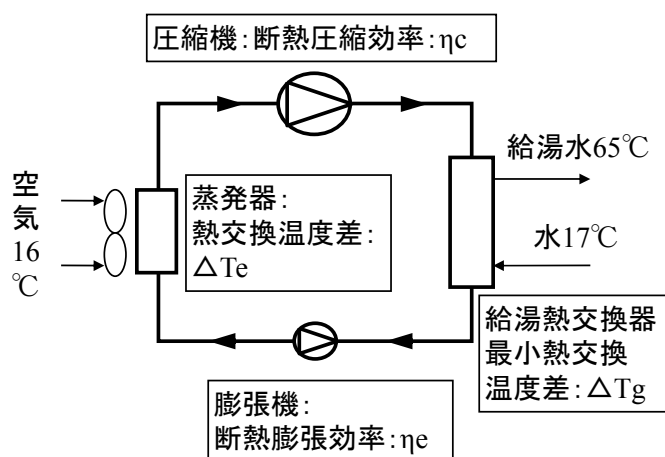 圧縮機：断熱圧縮効率：ηc
給湯水65℃
空
気
16
℃
蒸発器：
熱交換温度差：
△Te
水17℃
給湯熱交換器
最小熱交換
温度差：△Tg
膨張機：
断熱膨張効率：ηe